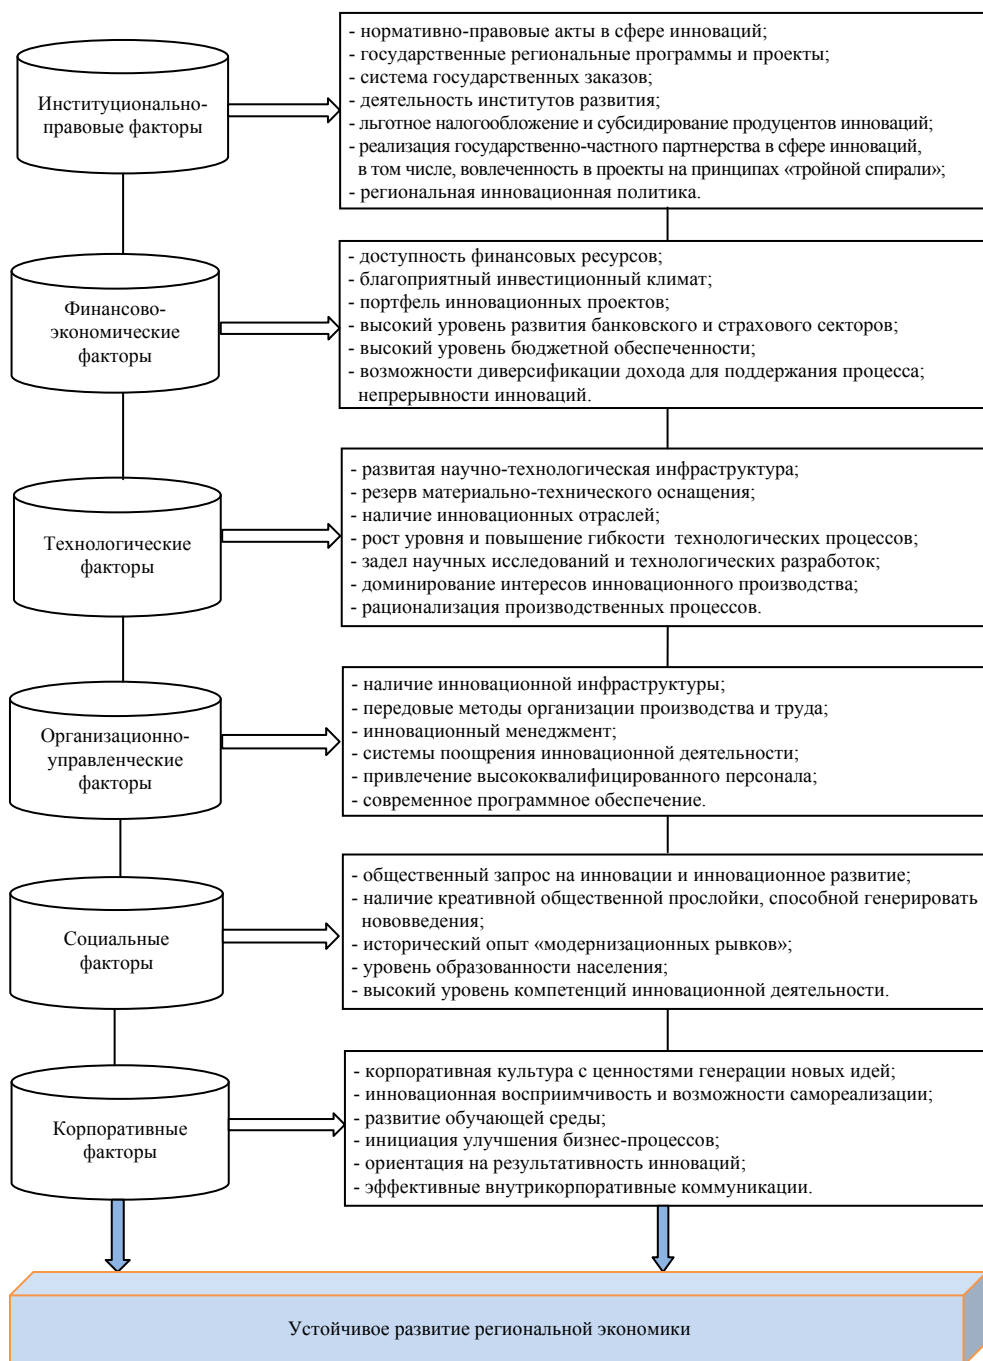 Институционально-
правовые факторы
- нормативно-правовые акты в сфере инноваций;
- государственные региональные программы и проекты;
- система государственных заказов;
- деятельность институтов развития;
- льготное налогообложение и субсидирование продуцентов инноваций;
- реализация государственно-частного партнерства в сфере инноваций,
в том числе, вовлеченность в проекты на принципах «тройной спирали»;
- региональная инновационная политика.
Финансово-
экономические
факторы
- доступность финансовых ресурсов;
- благоприятный инвестиционный климат;
- портфель инновационных проектов;
- высокий уровень развития банковского и страхового секторов;
- высокий уровень бюджетной обеспеченности;
- возможности диверсификации дохода для поддержания процесса;
непрерывности инноваций.
Технологические
факторы
- развитая научно-технологическая инфраструктура;
- резерв материально-технического оснащения;
- наличие инновационных отраслей;
- рост уровня и повышение гибкости технологических процессов;
- задел научных исследований и технологических разработок;
- доминирование интересов инновационного производства;
- рационализация производственных процессов.
Организационно-
управленческие
факторы
- наличие инновационной инфраструктуры;
- передовые методы организации производства и труда;
- инновационный менеджмент;
- системы поощрения инновационной деятельности;
- привлечение высококвалифицированного персонала;
- современное программное обеспечение.
Социальные
факторы
- общественный запрос на инновации и инновационное развитие;
- наличие креативной общественной прослойки, способной генерировать
нововведения;
- исторический опыт «модернизационных рывков»;
- уровень образованности населения;
- высокий уровень компетенций инновационной деятельности.
Корпоративные
факторы
- корпоративная культура с ценностями генерации новых идей;
- инновационная восприимчивость и возможности самореализации;
- развитие обучающей среды;
- инициация улучшения бизнес-процессов;
- ориентация на результативность инноваций;
- эффективные внутрикорпоративные коммуникации.
Устойчивое развитие региональной экономики